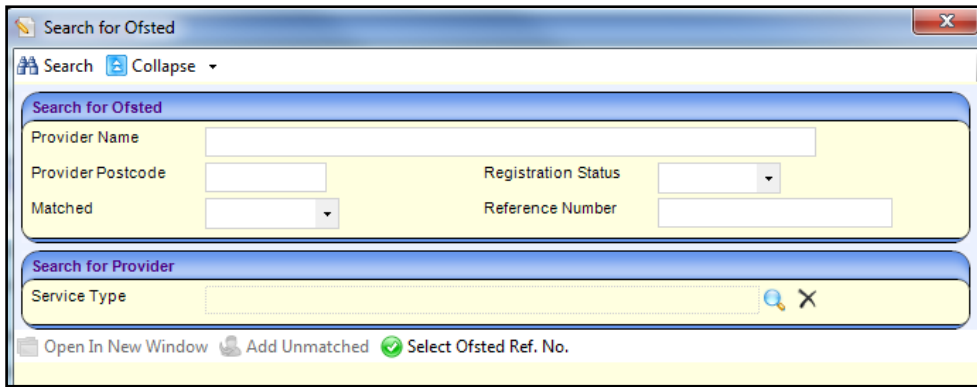 Search for Ofsted
Search Collapse
Search for Ofsted
Provider Name
Provider Postcode Registration Status
Matched Reference Number
Search for Provider
Service Type
Open In New Window Add Unmatched Select Ofsted Ref. No.